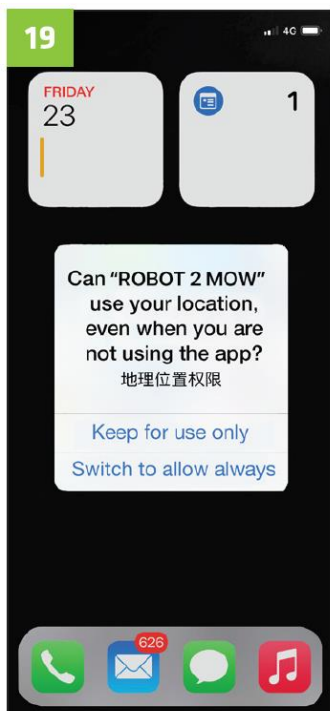 19
4G
FRIDAY
23
1
Can "ROBOT 2 MOW"
use your location,
even when you are
not using the app?
地理位置权限
Keep for use only
Switch to allow always
626